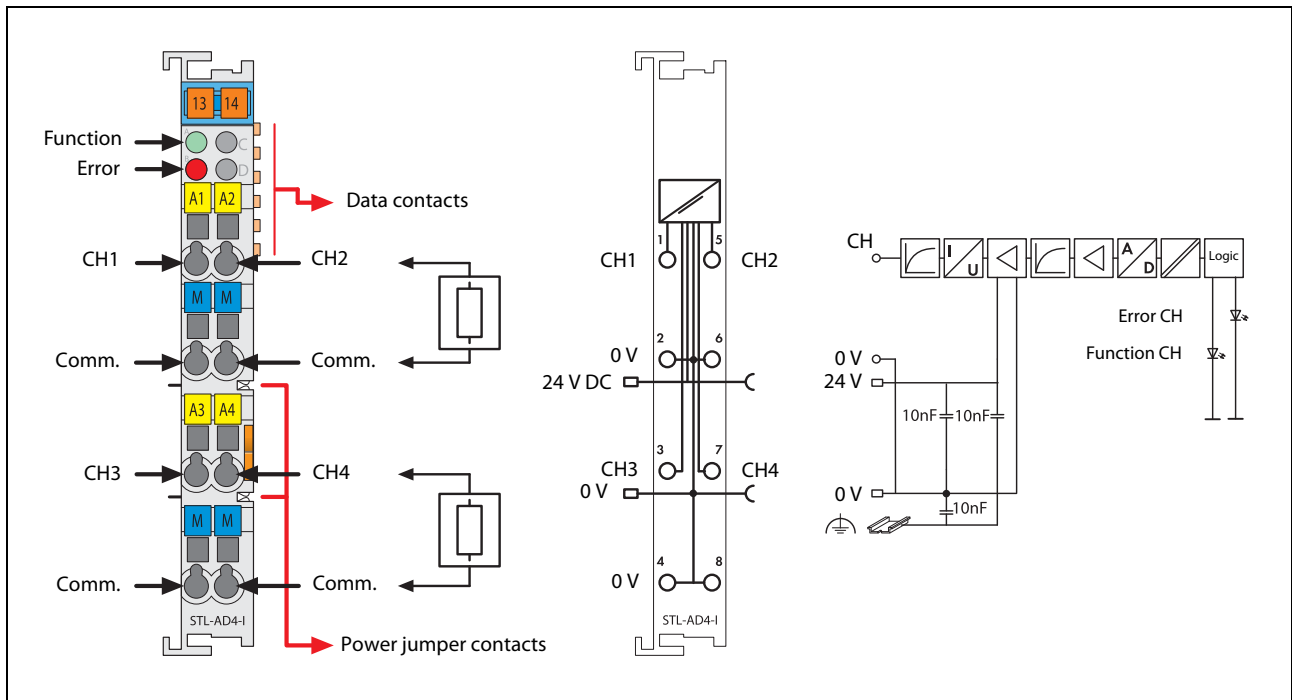 13 14
Function
A
C
Error
B
D
A1 A2
Data contacts
CH1
CH2
M M
Comm.
Comm.
A3 A4
CH3
CH4
M M
Comm.
Comm.
STL-AD4-I
Power jumper contacts
1
5
CH1
CH2
2
6
0 V
24 V DC
3
7
CH3
CH4
0 V
4
8
0 V
STL-AD4-I
CH
I
U
A
D
Logic
Error CH
Function CH
0 V
24 V
10nF
10nF
0 V
10nF